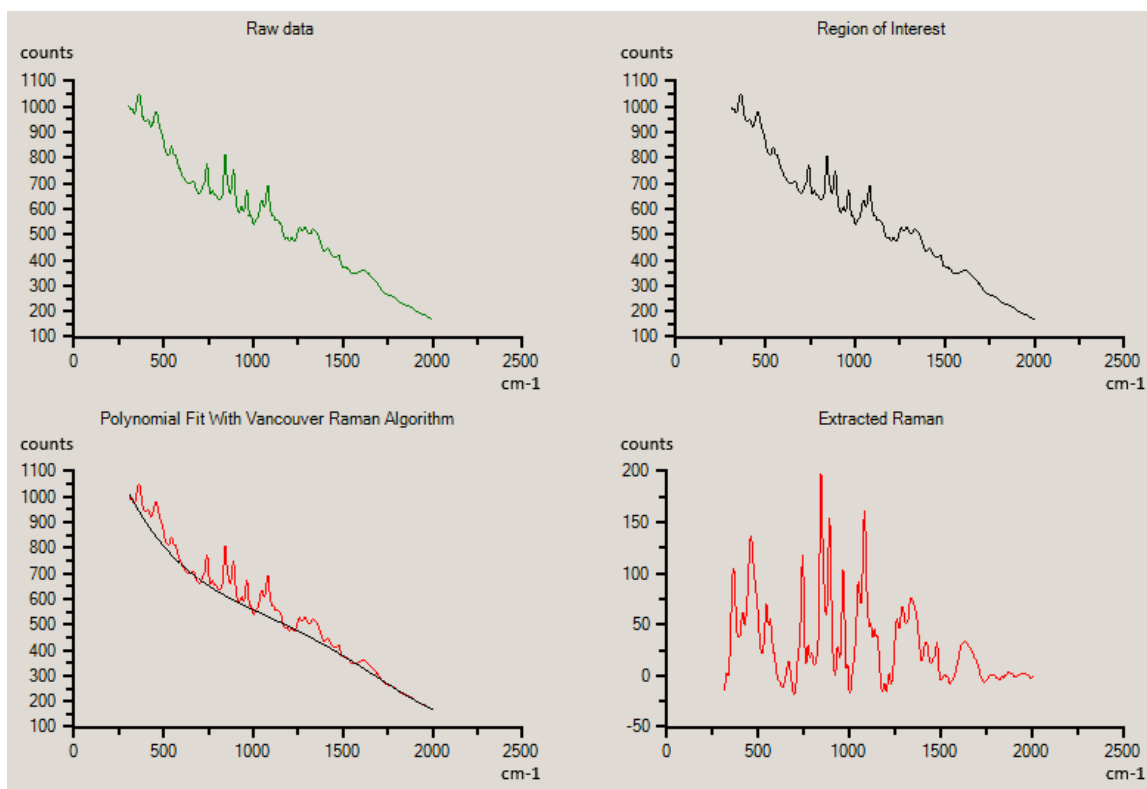 Raw data
counts
1100
1000
900
800
700
600
500
400
300
200
100
0 500 1000 1500 2000 2500
cm-1
Region of Interest
counts
1100
1000
900
800
700
600
500
400
300
200
100
0 500 1000 1500 2000 2500
cm-1
Polynomial Fit With Vancouver Raman Algorithm
counts
1100
1000
900
800
700
600
500
400
300
200
100
0 500 1000 1500 2000 2500
cm-1
Extracted Raman
counts
200
150
100
50
0
-50
0 500 1000 1500 2000 2500
cm-1